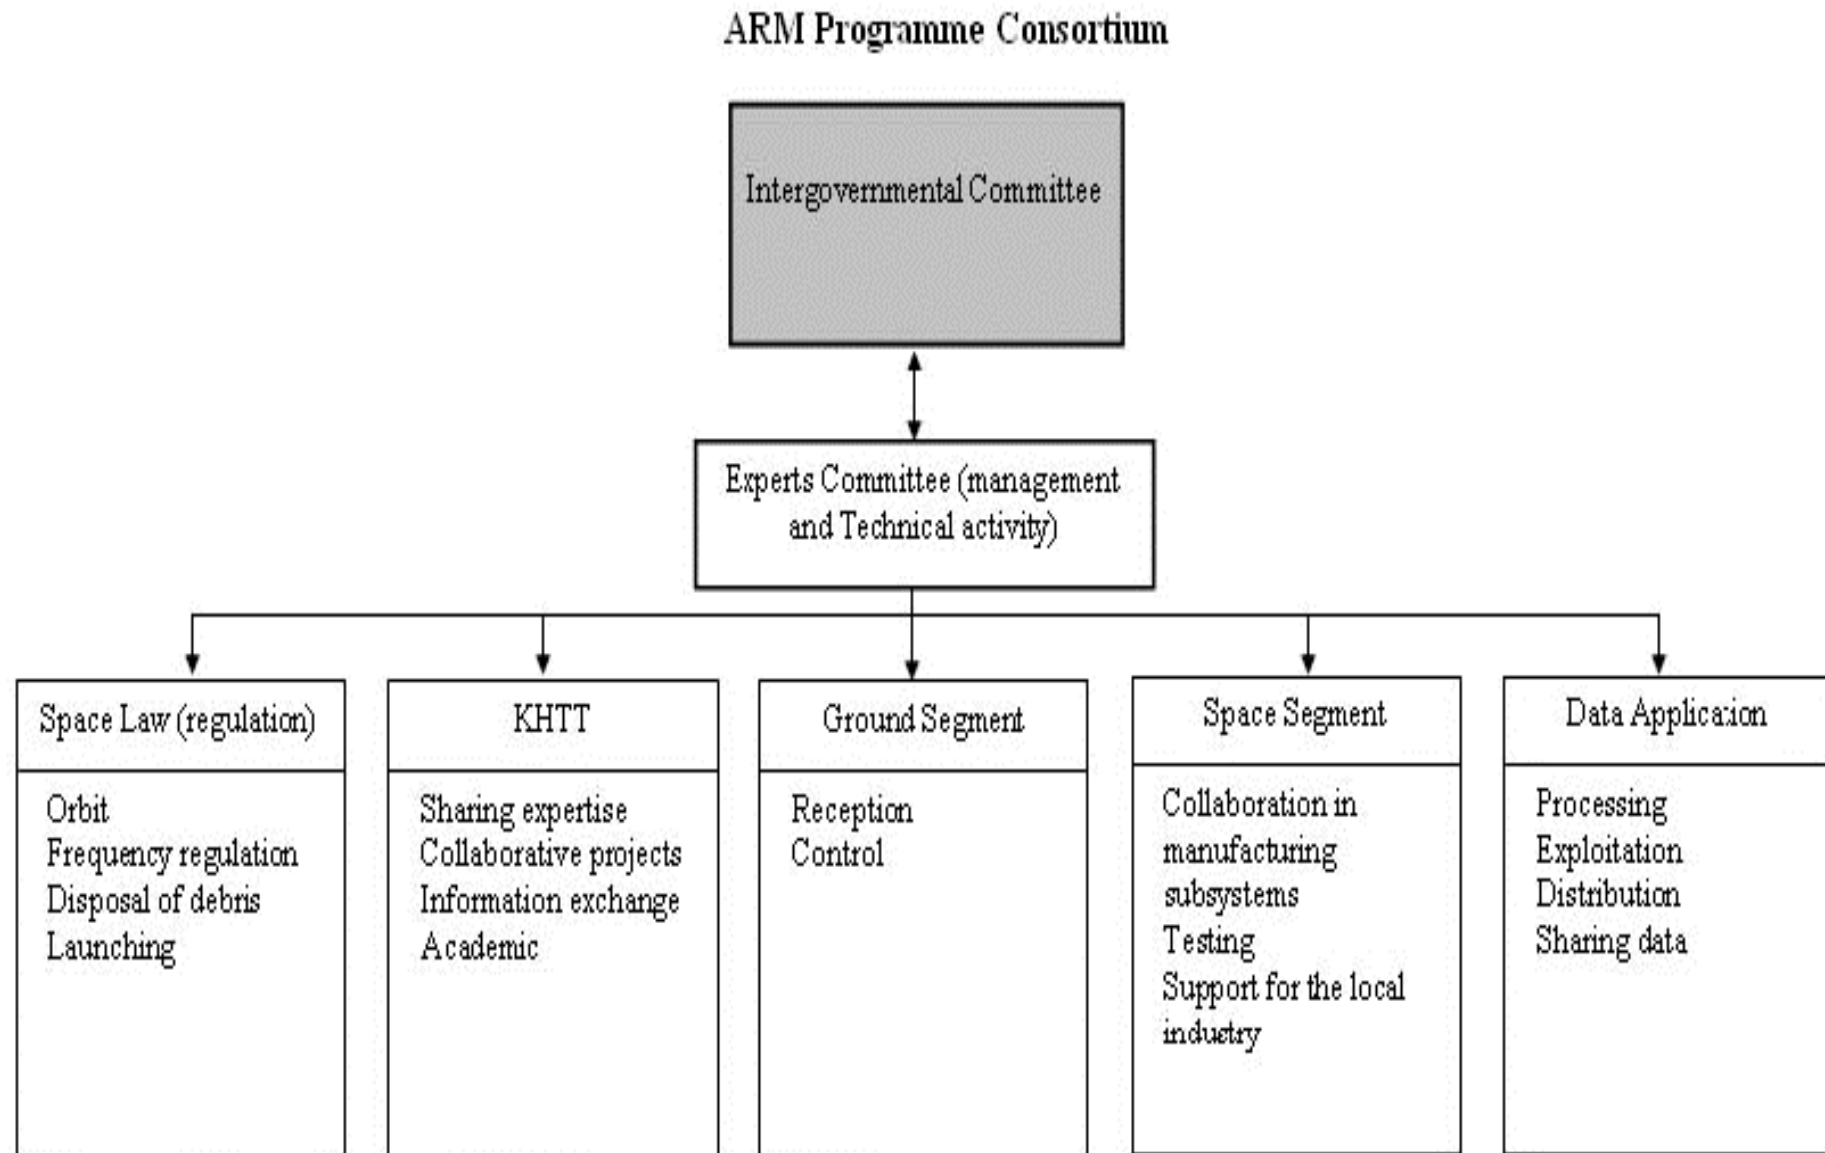 ARM Programme Consortium
Intergovernmental Committee
Experts Committee (management
and Technical activity)
Space Law (regulation)
Orbit
Frequency regulation
Disposal of debris
Launching
KHTT
Sharing expertise
Collaborative projects
Information exchange
Academic
Ground Segment
Reception
Control
Space Segment
Collaboration in
manufacturing
subsystems
Testing
Support for the local
industry
Data Application
Processing
Exploitation
Distribution
Sharing data